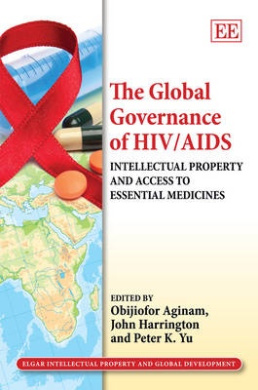 EE
The Global
Governance
of HIV/AIDS
INTELLECTUAL PROPERTY
AND ACCESS TO
ESSENTIAL MEDICINES
EDITED BY
Obijiofor Aginam,
John Harrington
and Peter K. Yu
ELGAR INTELLECTUAL PROPERTY AND GLOBAL DEVELOPMENT